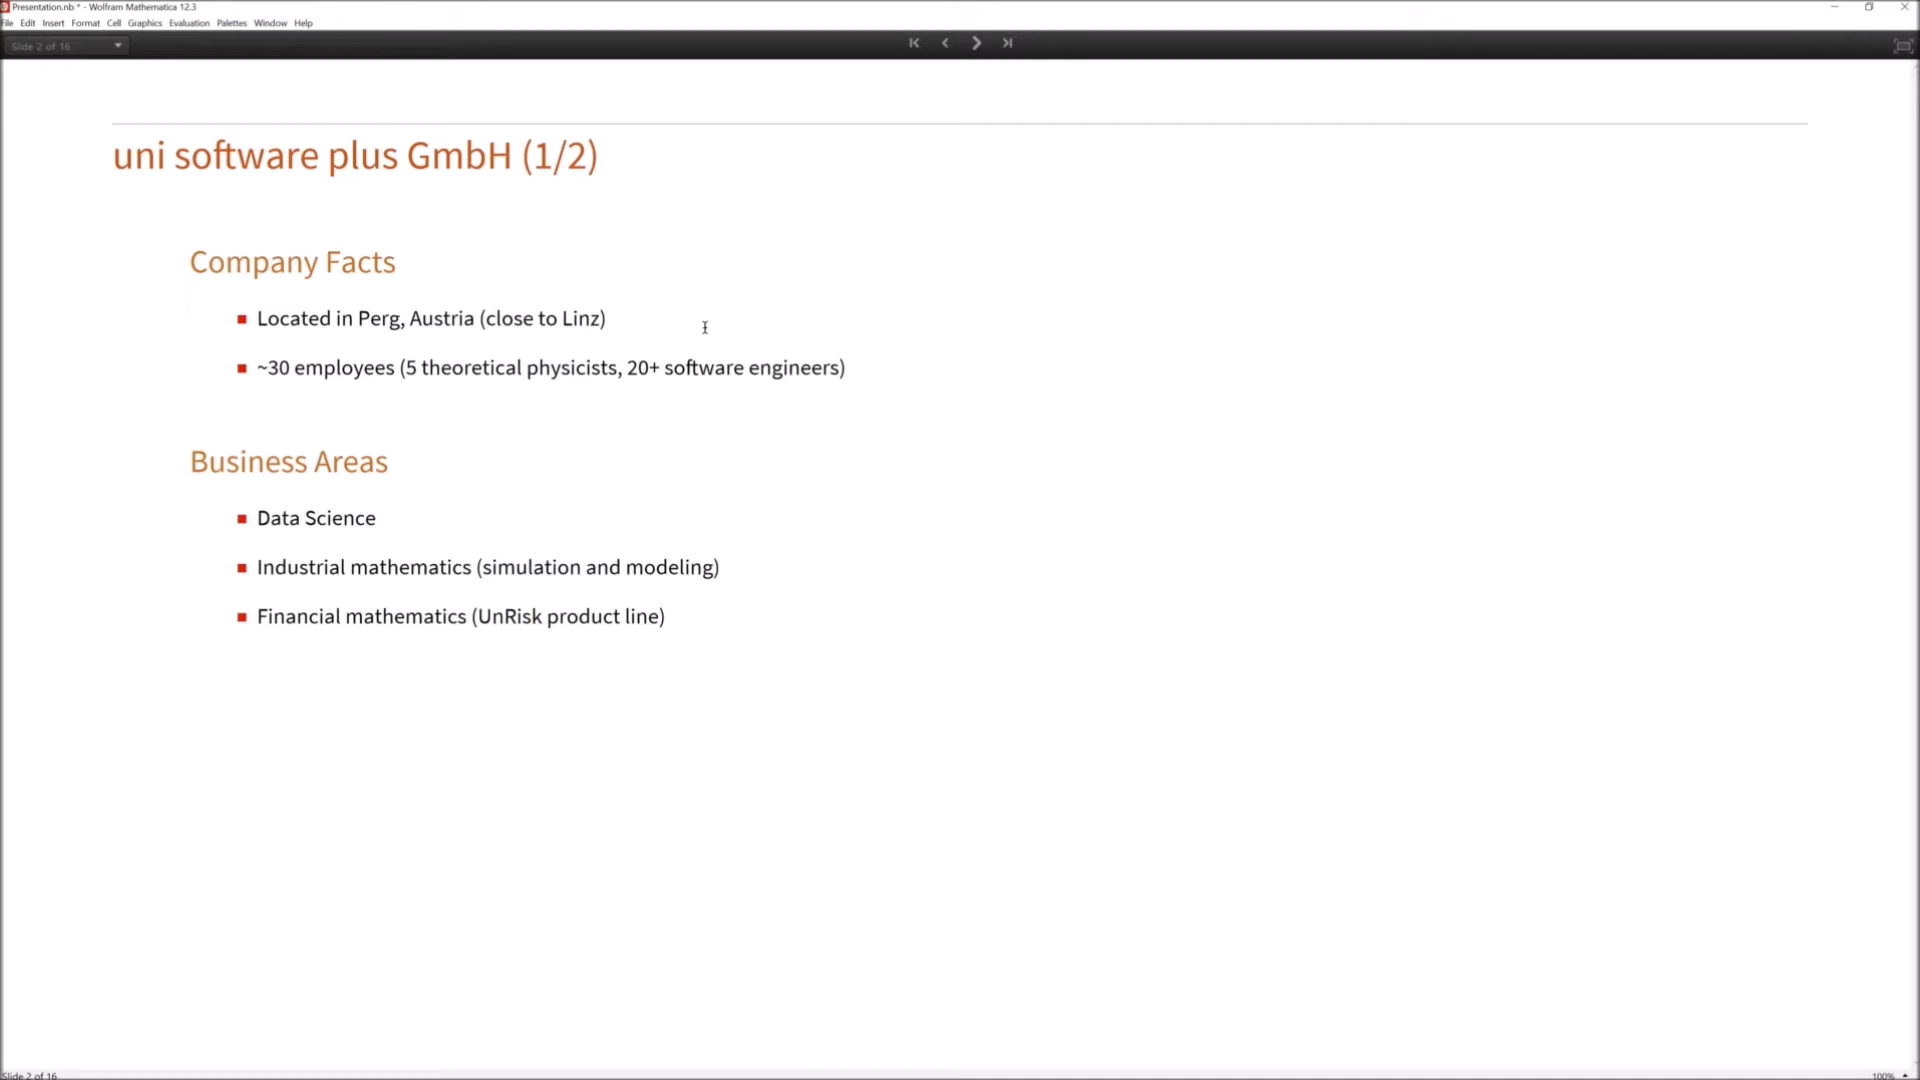 Presentation.nb * - Wolfram Mathematica 12.3
File Edit Insert Format Cell Graphics Evaluation Palettes Window Help
Slide 2 of 16
uni software plus GmbH (1/2)
Company Facts
Located in Perg, Austria (close to Linz)
~30 employees (5 theoretical physicists, 20+ software engineers)
Business Areas
Data Science
Industrial mathematics (simulation and modeling)
Financial mathematics (UnRisk product line)
Slide 2 of 16
100%